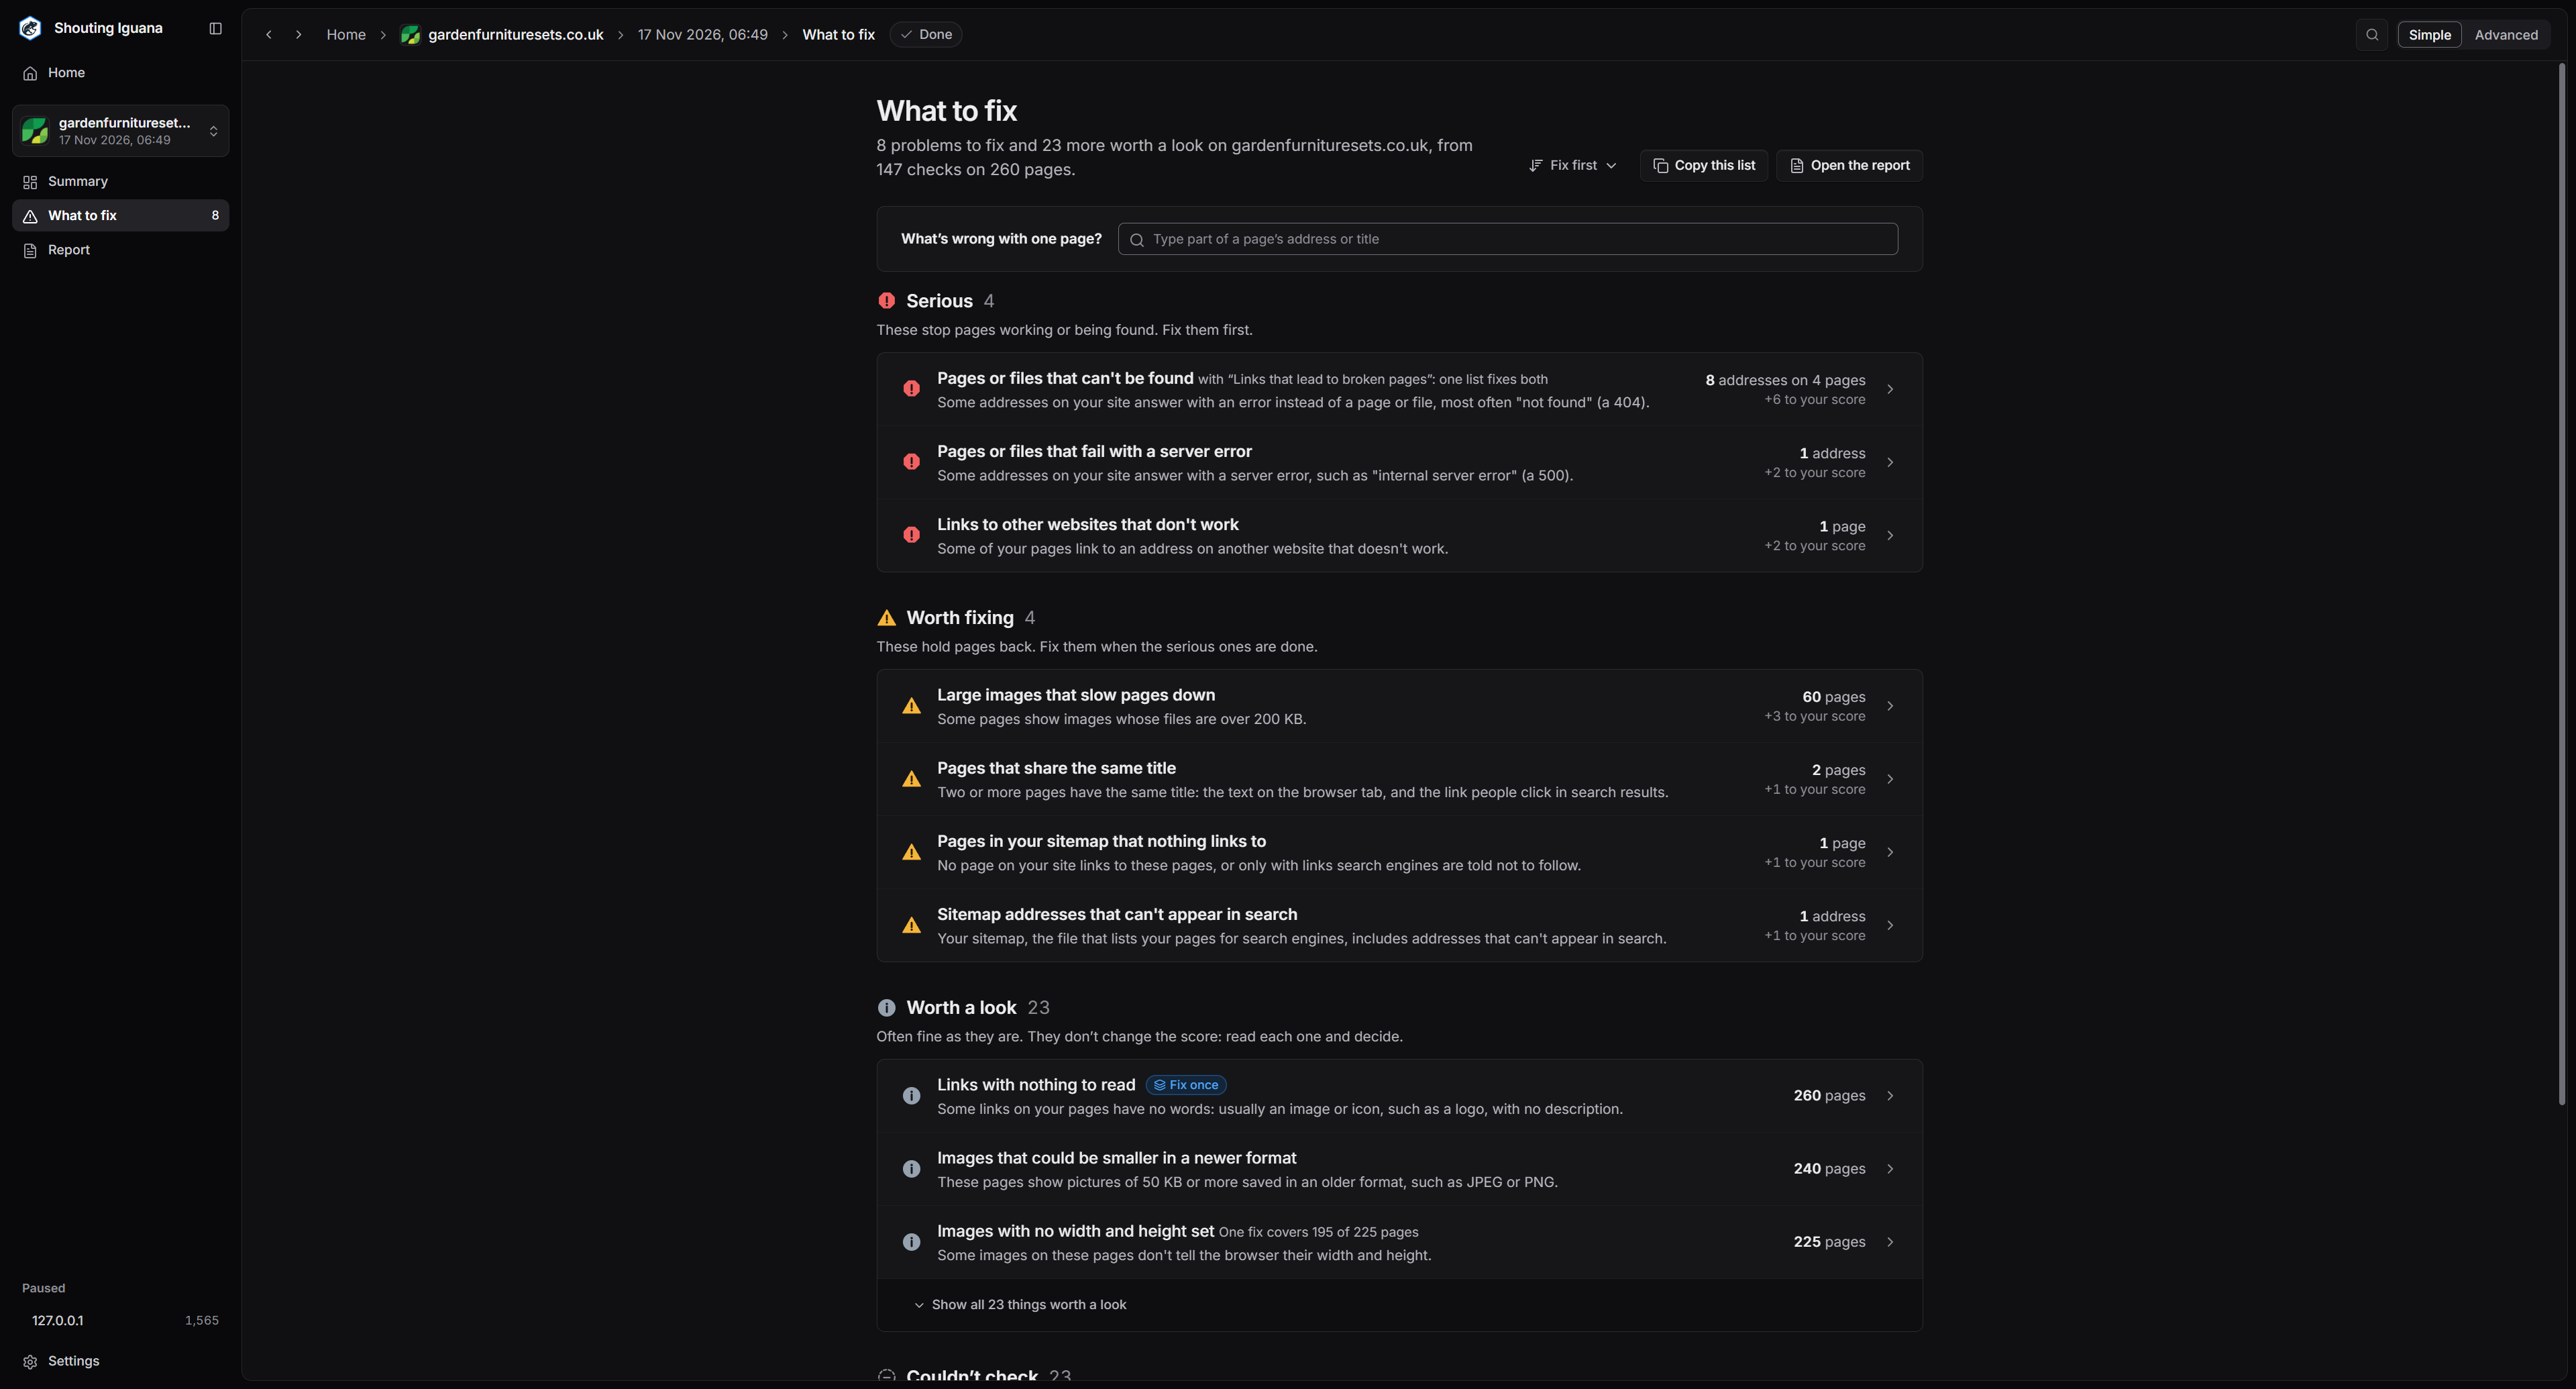 Shouting Iguana
Home
gardenfurnitureset...
17 Nov 2026, 06:49
Summary
What to fix 8
Report
Paused
127.0.0.1 1,565
Settings
Home gardenfurnituresets.co.uk 17 Nov 2026, 06:49 What to fix Done
Simple Advanced
What to fix
8 problems to fix and 23 more worth a look on gardenfurnituresets.co.uk, from
147 checks on 260 pages.
Fix first Copy this list Open the report
What’s wrong with one page? Type part of a page’s address or title
Serious 4
These stop pages working or being found. Fix them first.
Pages or files that can't be found with “Links that lead to broken pages”: one list fixes both
Some addresses on your site answer with an error instead of a page or file, most often "not found" (a 404).
8 addresses on 4 pages
+6 to your score
Pages or files that fail with a server error
Some addresses on your site answer with a server error, such as "internal server error" (a 500).
1 address
+2 to your score
Links to other websites that don't work
Some of your pages link to an address on another website that doesn't work.
1 page
+2 to your score
Worth fixing 4
These hold pages back. Fix them when the serious ones are done.
Large images that slow pages down
Some pages show images whose files are over 200 KB.
60 pages
+3 to your score
Pages that share the same title
Two or more pages have the same title: the text on the browser tab, and the link people click in search results.
2 pages
+1 to your score
Pages in your sitemap that nothing links to
No page on your site links to these pages, or only with links search engines are told not to follow.
1 page
+1 to your score
Sitemap addresses that can't appear in search
Your sitemap, the file that lists your pages for search engines, includes addresses that can't appear in search.
1 address
+1 to your score
Worth a look 23
Often fine as they are. They don’t change the score: read each one and decide.
Links with nothing to read Fix once
Some links on your pages have no words: usually an image or icon, such as a logo, with no description.
260 pages
Images that could be smaller in a newer format
These pages show pictures of 50 KB or more saved in an older format, such as JPEG or PNG.
240 pages
Images with no width and height set One fix covers 195 of 225 pages
Some images on these pages don't tell the browser their width and height.
225 pages
Show all 23 things worth a look
Couldn’t check 23